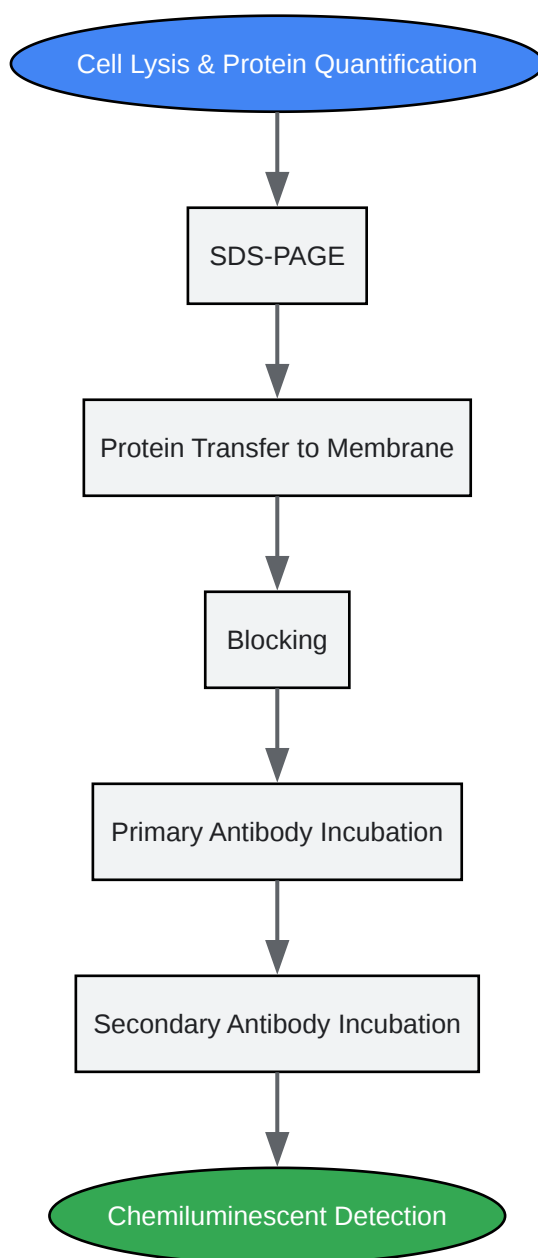 Cell Lysis & Protein Quantification
SDS-PAGE
Protein Transfer to Membrane
Blocking
Primary Antibody Incubation
Secondary Antibody Incubation
Chemiluminescent Detection